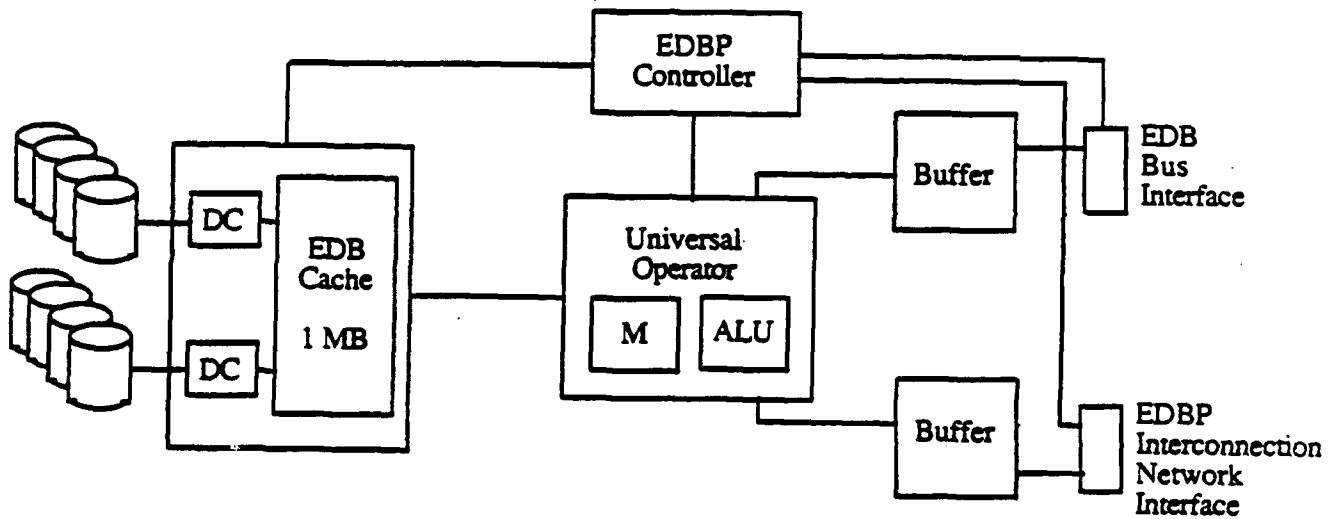 EDBP
Controller
EDB
Bus
Interface
Buffer
DC
EDB
Cache
1 MB
Universal
Operator
M
ALU
DC
Buffer
EDBP
Interconnection
Network
Interface